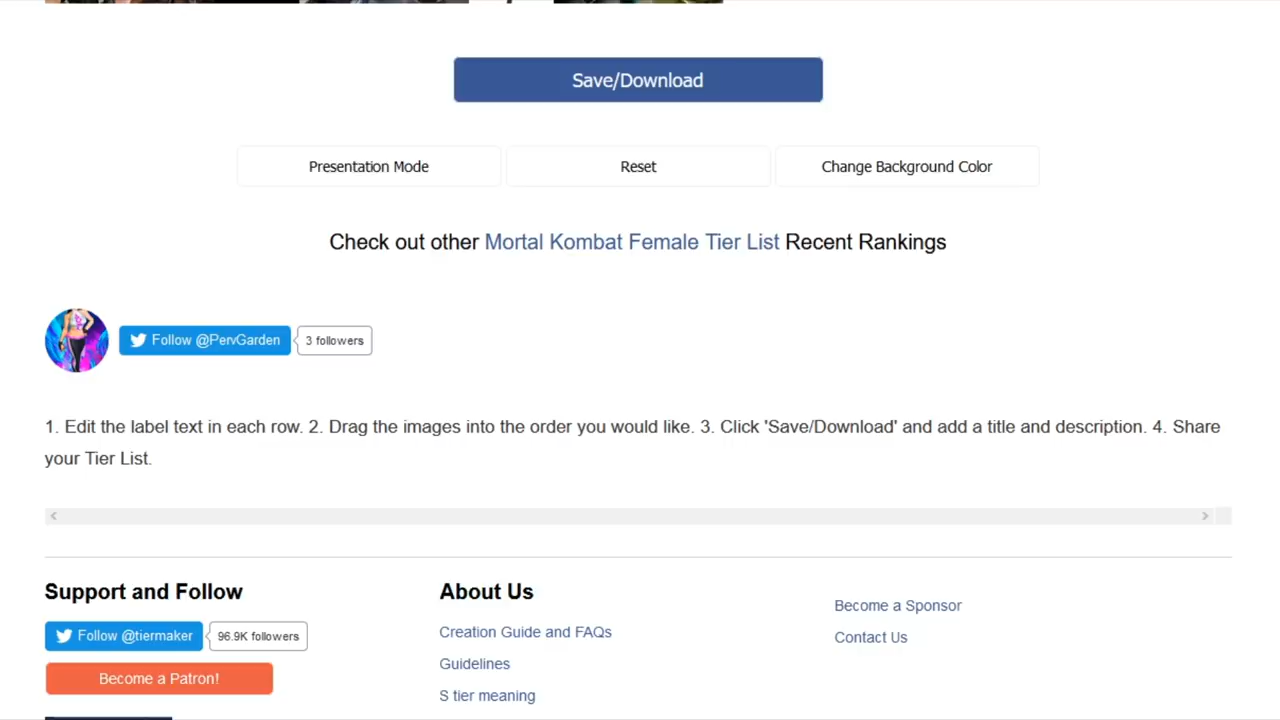 Save/Download
Presentation Mode
Reset
Change Background Color
Check out other Mortal Kombat Female Tier List Recent Rankings
Follow @PervGarden
3 followers
1. Edit the label text in each row. 2. Drag the images into the order you would like. 3. Click 'Save/Download' and add a title and description. 4. Share
your Tier List.
Support and Follow
Follow @tiermaker
96.9K followers
Become a Patron!
About Us
Creation Guide and FAQs
Guidelines
S tier meaning
Become a Sponsor
Contact Us